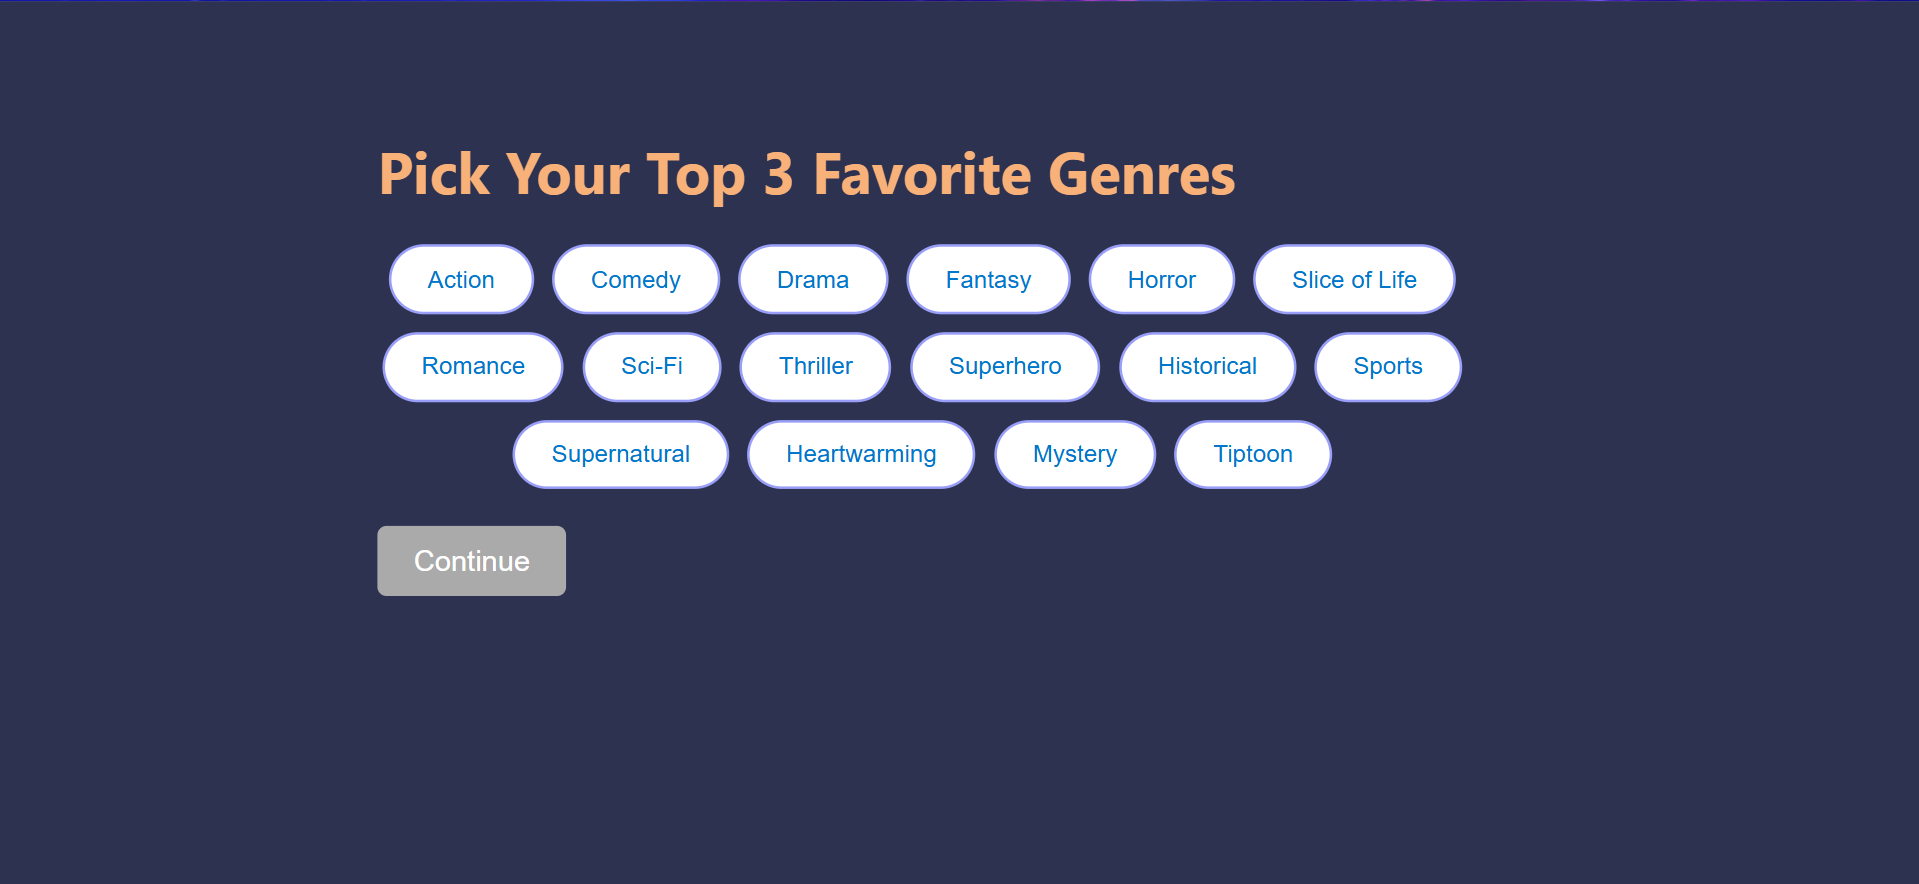 Pick Your Top 3 Favorite Genres
Action Comedy Drama Fantasy Horror Slice of Life
Romance Sci-Fi Thriller Superhero Historical Sports
Supernatural Heartwarming Mystery Tiptoon
Continue